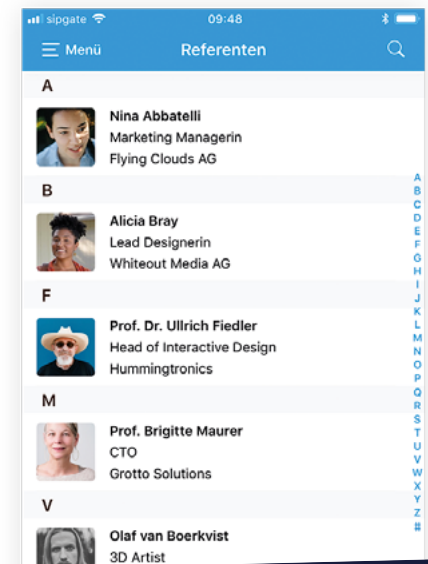 sipgate 09:48
Menü Referenten
A
Nina Abbatelli
Marketing Managerin
Flying Clouds AG
B
Alicia Bray
Lead Designerin
Whiteout Media AG
F
Prof. Dr. Ullrich Fiedler
Head of Interactive Design
Hummingtronics
M
Prof. Brigitte Maurer
CTO
Grotto Solutions
V
Olaf van Boerkvist
3D Artist
A
B
C
D
E
F
G
H
I
J
K
L
M
N
O
P
Q
R
S
T
U
V
W
X
Y
Z
#